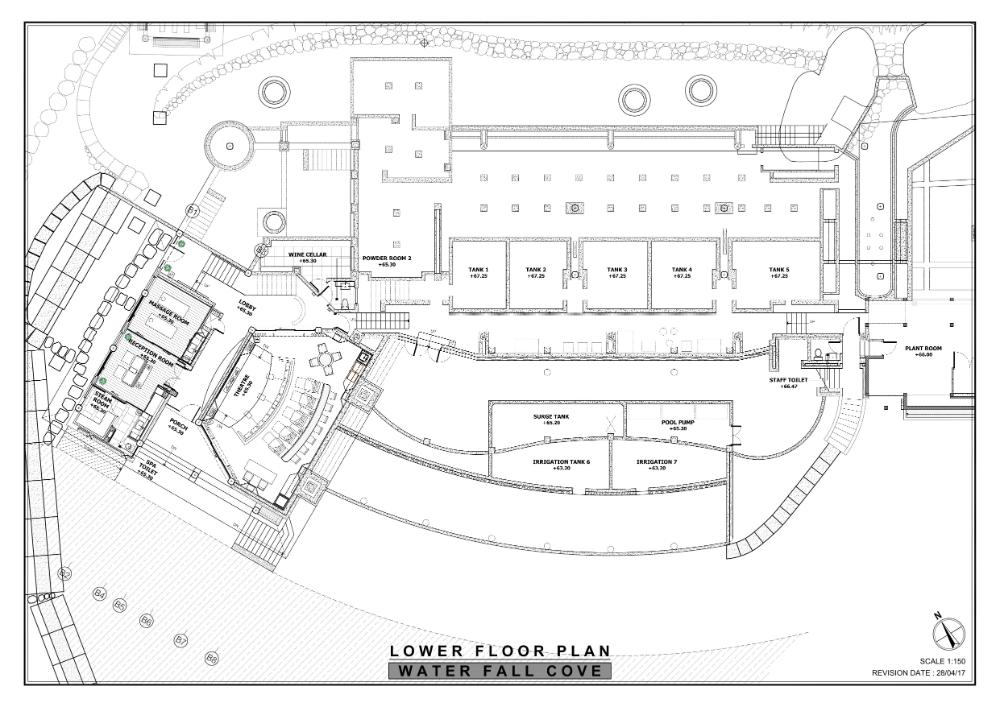 B1
WINE CELLAR
+65.30
POWDER ROOM 2
+65.30
TANK 1
+67.25
TANK 2
+67.25
TANK 3
+67.25
TANK 4
+67.25
TANK 5
+67.25
MASSAGE ROOM
+65.30
LOBBY
+65.30
RECEPTION ROOM
+65.30
THEATRE
+65.30
STEAM
ROOM
+65.30
PORCH
+65.30
SPA
TOILET
+65.30
PLANT ROOM
+66.00
STAFF TOILET
+66.47
SURGE TANK
+65.20
POOL PUMP
+65.30
IRRIGATION TANK 6
+63.30
IRRIGATION 7
+63.30
B2
B4
B5
B6
B7
B8
N
LOWER FLOOR PLAN
WATER FALL COVE
SCALE 1:150
REVISION DATE : 28/04/17